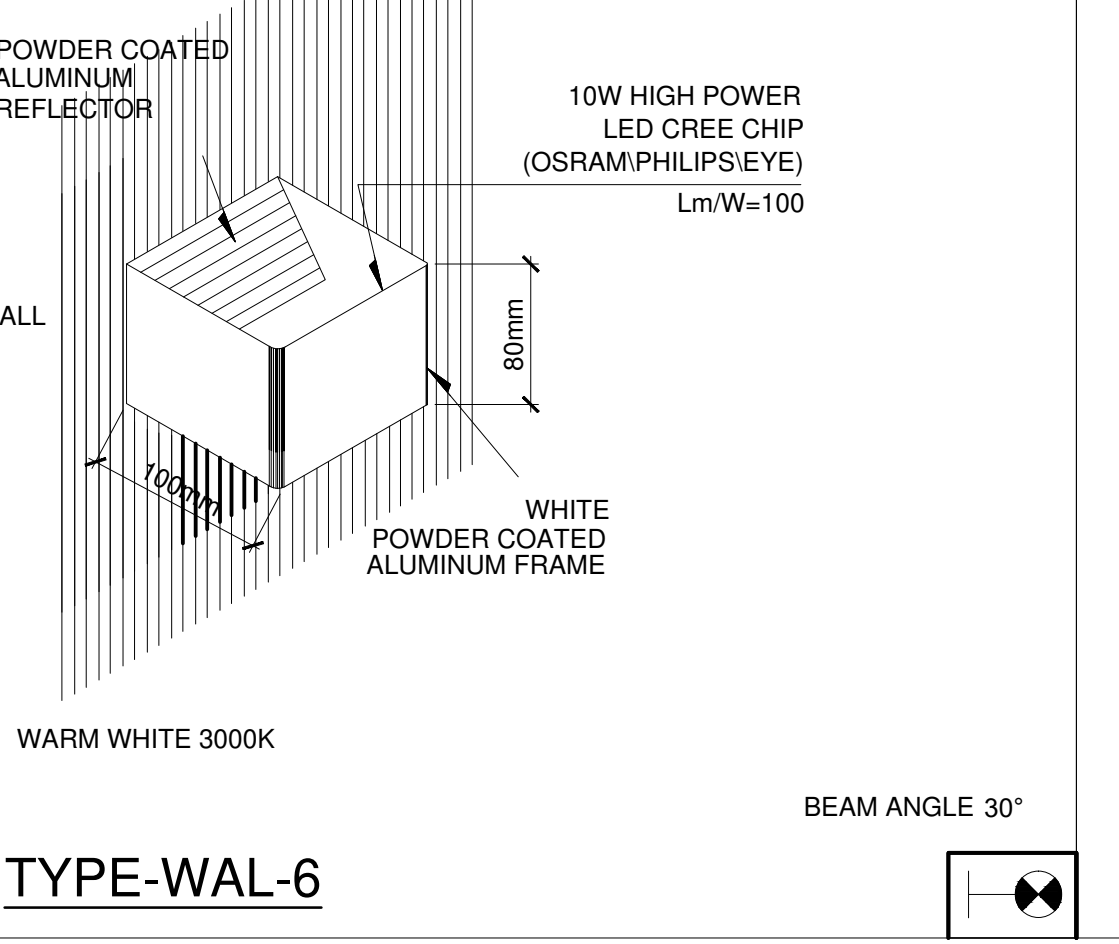 POWDER COATED
ALUMINUM
REFLECTOR
10W HIGH POWER
LED CREE CHIP
(OSRAM\PHILIPS\EYE)
Lm/W=100
ALL
80mm
100mm
WHITE
POWDER COATED
ALUMINUM FRAME
WARM WHITE 3000K
BEAM ANGLE 30°
TYPE-WAL-6